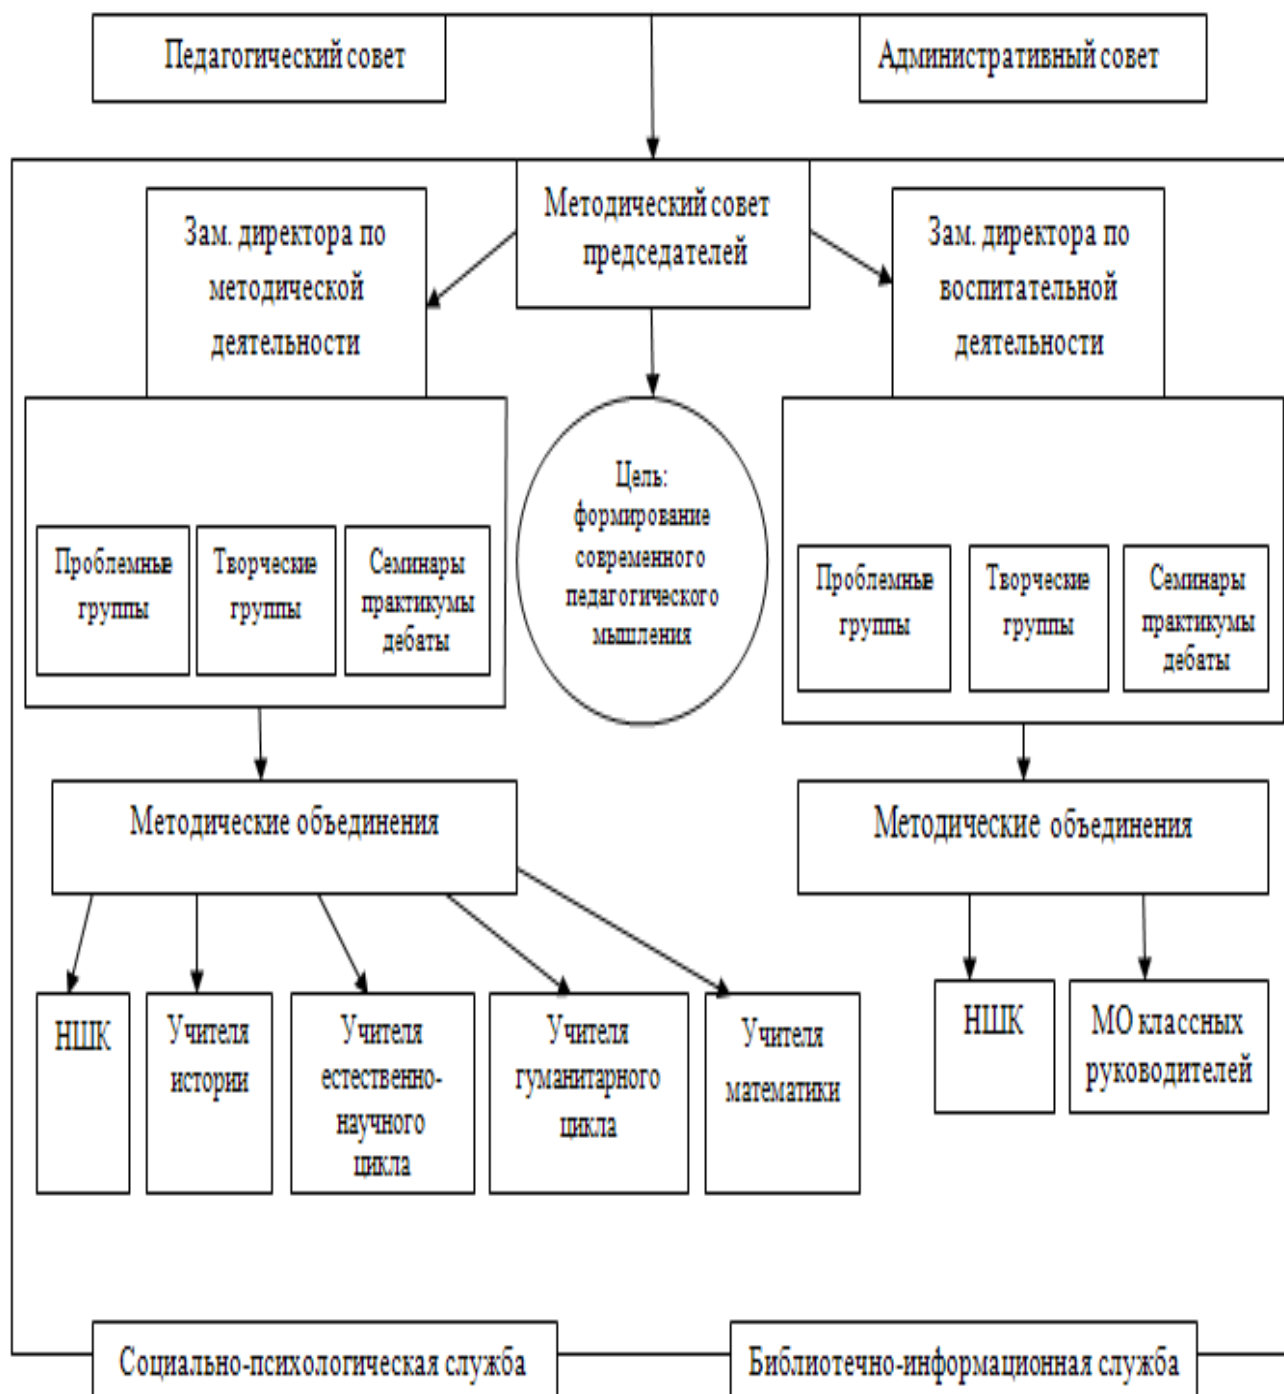 Педагогический совет
Административный совет
Методический совет
председателей
Зам. директора по
методической
деятельности
Зам. директора по
воспитательной
деятельности
Цель:
формирование
современного
педагогического
мышления
Проблемные
группы
Творческие
группы
Семинары
практикумы
дебаты
Проблемные
группы
Творческие
группы
Семинары
практикумы
дебаты
Методические объединения
Методические объединения
НШК
Учителя
истории
Учителя
естественно-
научного
цикла
Учителя
гуманитарного
цикла
Учителя
математики
НШК
МО классных
руководителей
Социально-психологическая служба
Библиотечно-информационная служба